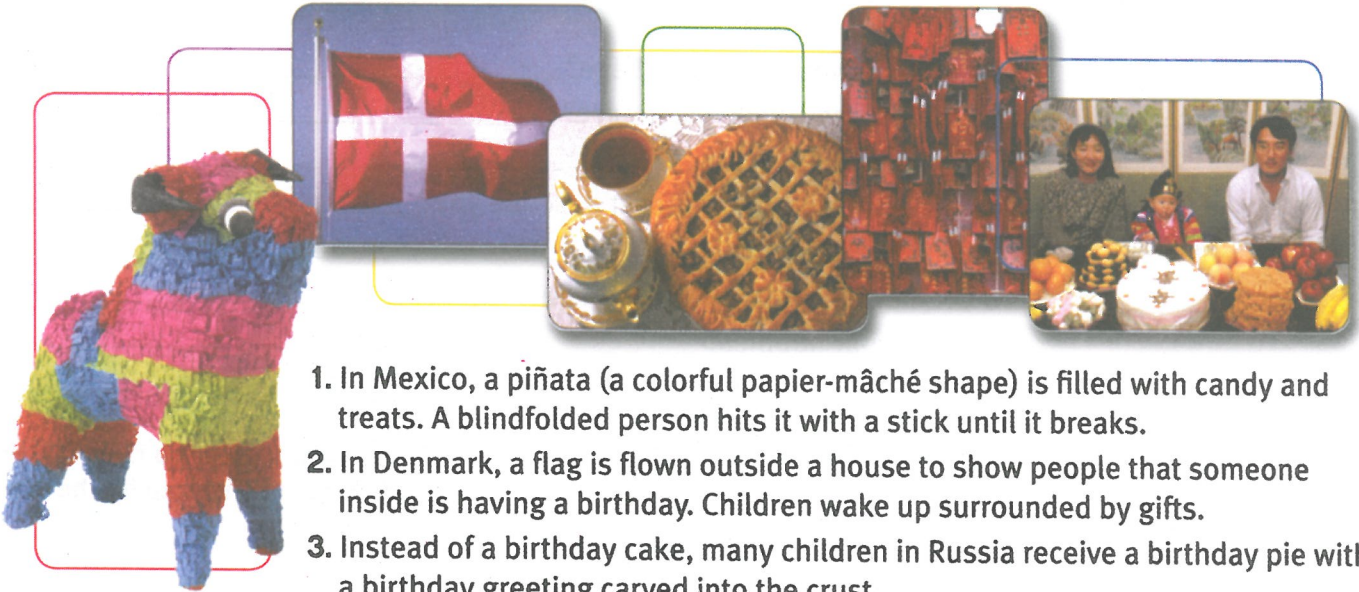 1. In Mexico, a piñata (a colorful papier-mâché shape) is filled with candy and
treats. A blindfolded person hits it with a stick until it breaks.
2. In Denmark, a flag is flown outside a house to show people that someone
inside is having a birthday. Children wake up surrounded by gifts.
3. Instead of a birthday cake, many children in Russia receive a birthday pie with
a birthday greeting carved into the crust